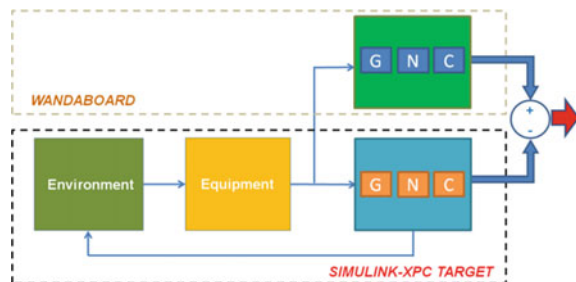 G N C
WANDABOARD
+
-
Environment
Equipment
G N C
SIMULINK-XPC TARGET